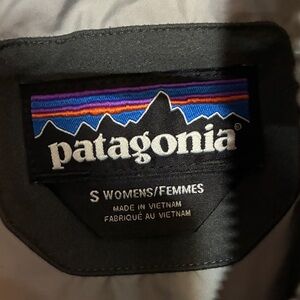 patagonia®
S WOMENS/FEMMES
MADE IN VIETNAM
FABRIQUÉ AU VIETNAM